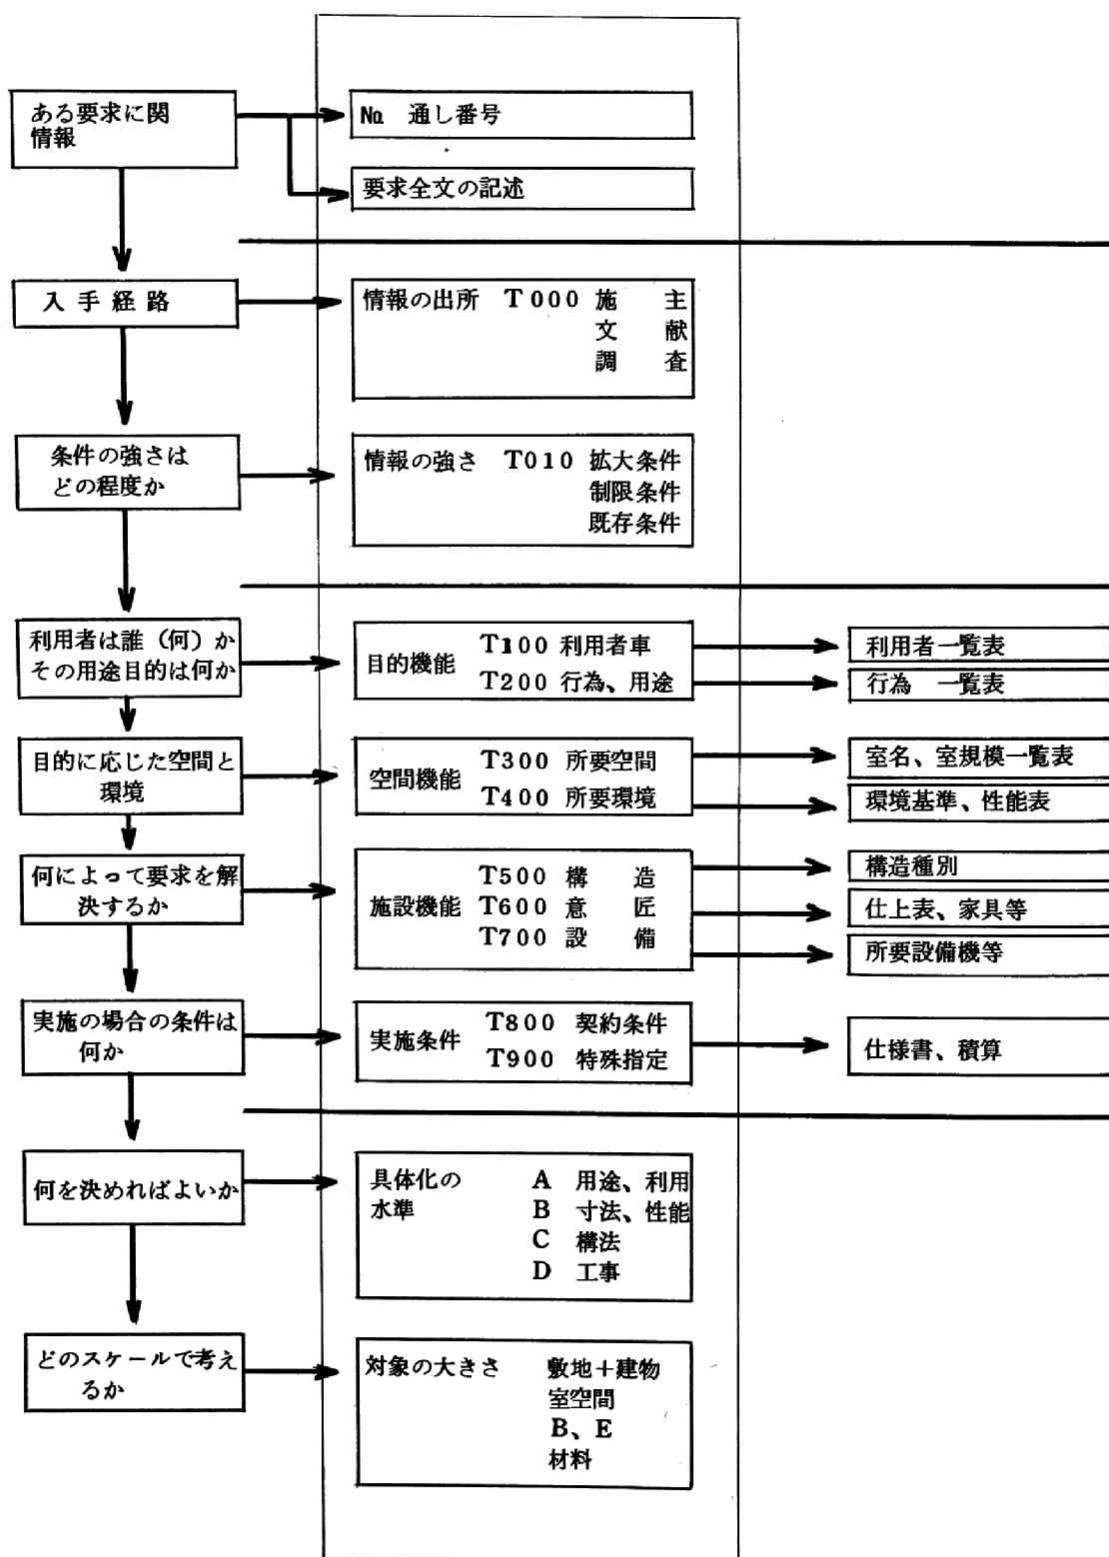 ある要求に関
情報
No. 通し番号
要求全文の記述
入手経路
情報の出所 T000 施主
文献
調査
条件の強さは
どの程度か
情報の強さ T010 拡大条件
制限条件
既存条件
利用者は誰（何）か
その用途目的は何か
目的機能
T100 利用者車
T200 行為、用途
利用者一覧表
行為 一覧表
目的に応じた空間と
環境
空間機能
T300 所要空間
T400 所要環境
室名、室規模一覧表
環境基準、性能表
何によって要求を解
決するか
施設機能
T500 構造
T600 意匠
T700 設備
構造種別
仕上表、家具等
所要設備機等
実施の場合の条件は
何か
実施条件
T800 契約条件
T900 特殊指定
仕様書、積算
何を決めればよいか
具体化の
水準
A 用途、利用
B 寸法、性能
C 構法
D 工事
どのスケールで考え
るか
対象の大きさ 敷地＋建物
室空間
B、E
材料